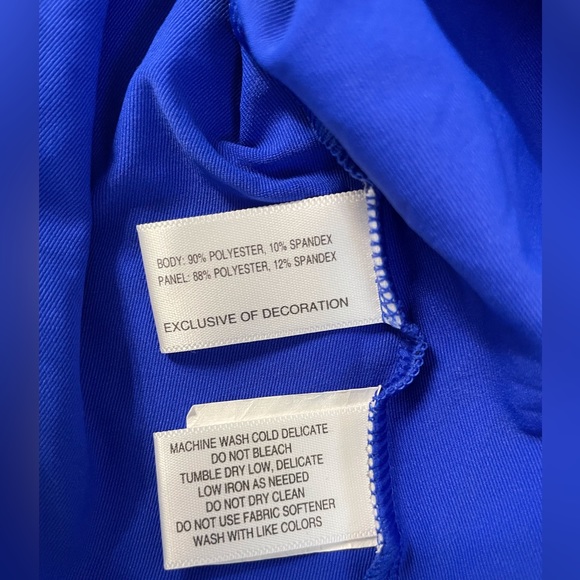 BODY: 90% POLYESTER, 10% SPANDEX
PANEL: 88% POLYESTER, 12% SPANDEX
EXCLUSIVE OF DECORATION
MACHINE WASH COLD DELICATE
DO NOT BLEACH
TUMBLE DRY LOW, DELICATE
LOW IRON AS NEEDED
DO NOT DRY CLEAN
DO NOT USE FABRIC SOFTENER
WASH WITH LIKE COLORS